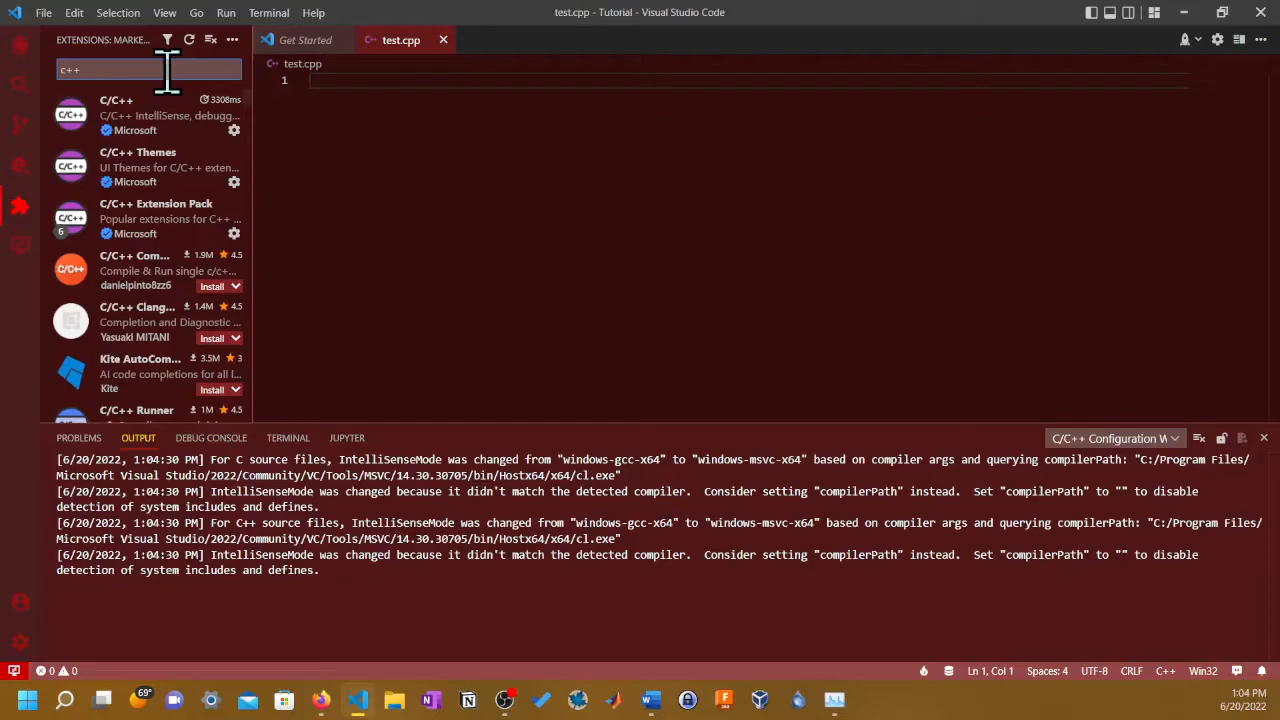 File Edit Selection View Go Run Terminal Help
test.cpp - Tutorial - Visual Studio Code
EXTENSIONS: MARKE...
Get Started
test.cpp
c++
test.cpp
1
C/C++ 3308ms
C/C++ C/C++ IntelliSense, debugg...
Microsoft
C/C++ Themes
C/C++ UI Themes for C/C++ exten...
Microsoft
C/C++ Extension Pack
C/C++ Popular extensions for C++ ...
6 Microsoft
C/C++ Com... 1.9M 4.5
C/C++ Compile & Run single c/c+...
danielpinto8zz6 Install
C/C++ Clang... 1.4M 4.5
Completion and Diagnostic ...
Yasuaki MITANI Install
Kite AutoCom... 3.5M 3
AI code completions for all l...
Kite Install
C/C++ Runner 1M 4.5
PROBLEMS OUTPUT DEBUG CONSOLE TERMINAL JUPYTER
C/C++ Configuration W
[6/20/2022, 1:04:30 PM] For C source files, IntelliSenseMode was changed from "windows-gcc-x64" to "windows-msvc-x64" based on compiler args and querying compilerPath: "C:/Program Files/
Microsoft Visual Studio/2022/Community/VC/Tools/MSVC/14.30.30705/bin/Hostx64/x64/cl.exe"
[6/20/2022, 1:04:30 PM] IntelliSenseMode was changed because it didn't match the detected compiler. Consider setting "compilerPath" instead. Set "compilerPath" to "" to disable
detection of system includes and defines.
[6/20/2022, 1:04:30 PM] For C++ source files, IntelliSenseMode was changed from "windows-gcc-x64" to "windows-msvc-x64" based on compiler args and querying compilerPath: "C:/Program Files/
Microsoft Visual Studio/2022/Community/VC/Tools/MSVC/14.30.30705/bin/Hostx64/x64/cl.exe"
[6/20/2022, 1:04:30 PM] IntelliSenseMode was changed because it didn't match the detected compiler. Consider setting "compilerPath" instead. Set "compilerPath" to "" to disable
detection of system includes and defines.
0 0
Ln 1, Col 1 Spaces: 4 UTF-8 CRLF C++ Win32
69°
1:04 PM
6/20/2022